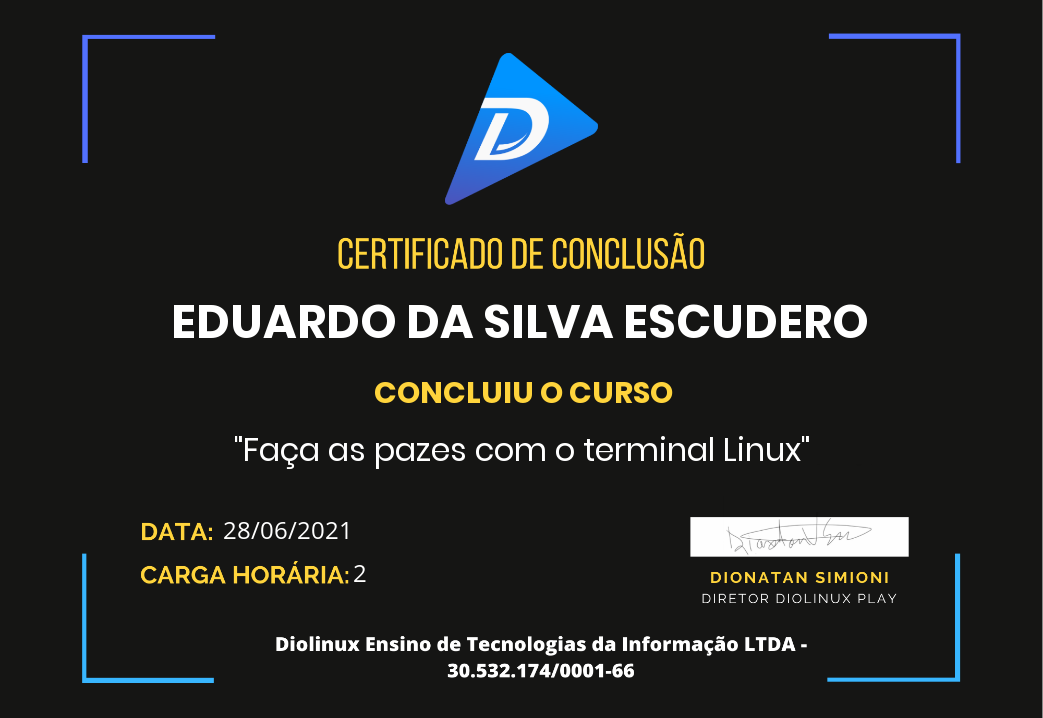 D
CERTIFICADO DE CONCLUSÃO
EDUARDO DA SILVA ESCUDERO
CONCLUIU O CURSO
"Faça as pazes com o terminal Linux"
DATA: 28/06/2021
CARGA HORÁRIA: 2
DIONATAN SIMIONI
DIRETOR DIOLINUX PLAY
Diolinux Ensino de Tecnologias da Informação LTDA -
30.532.174/0001-66